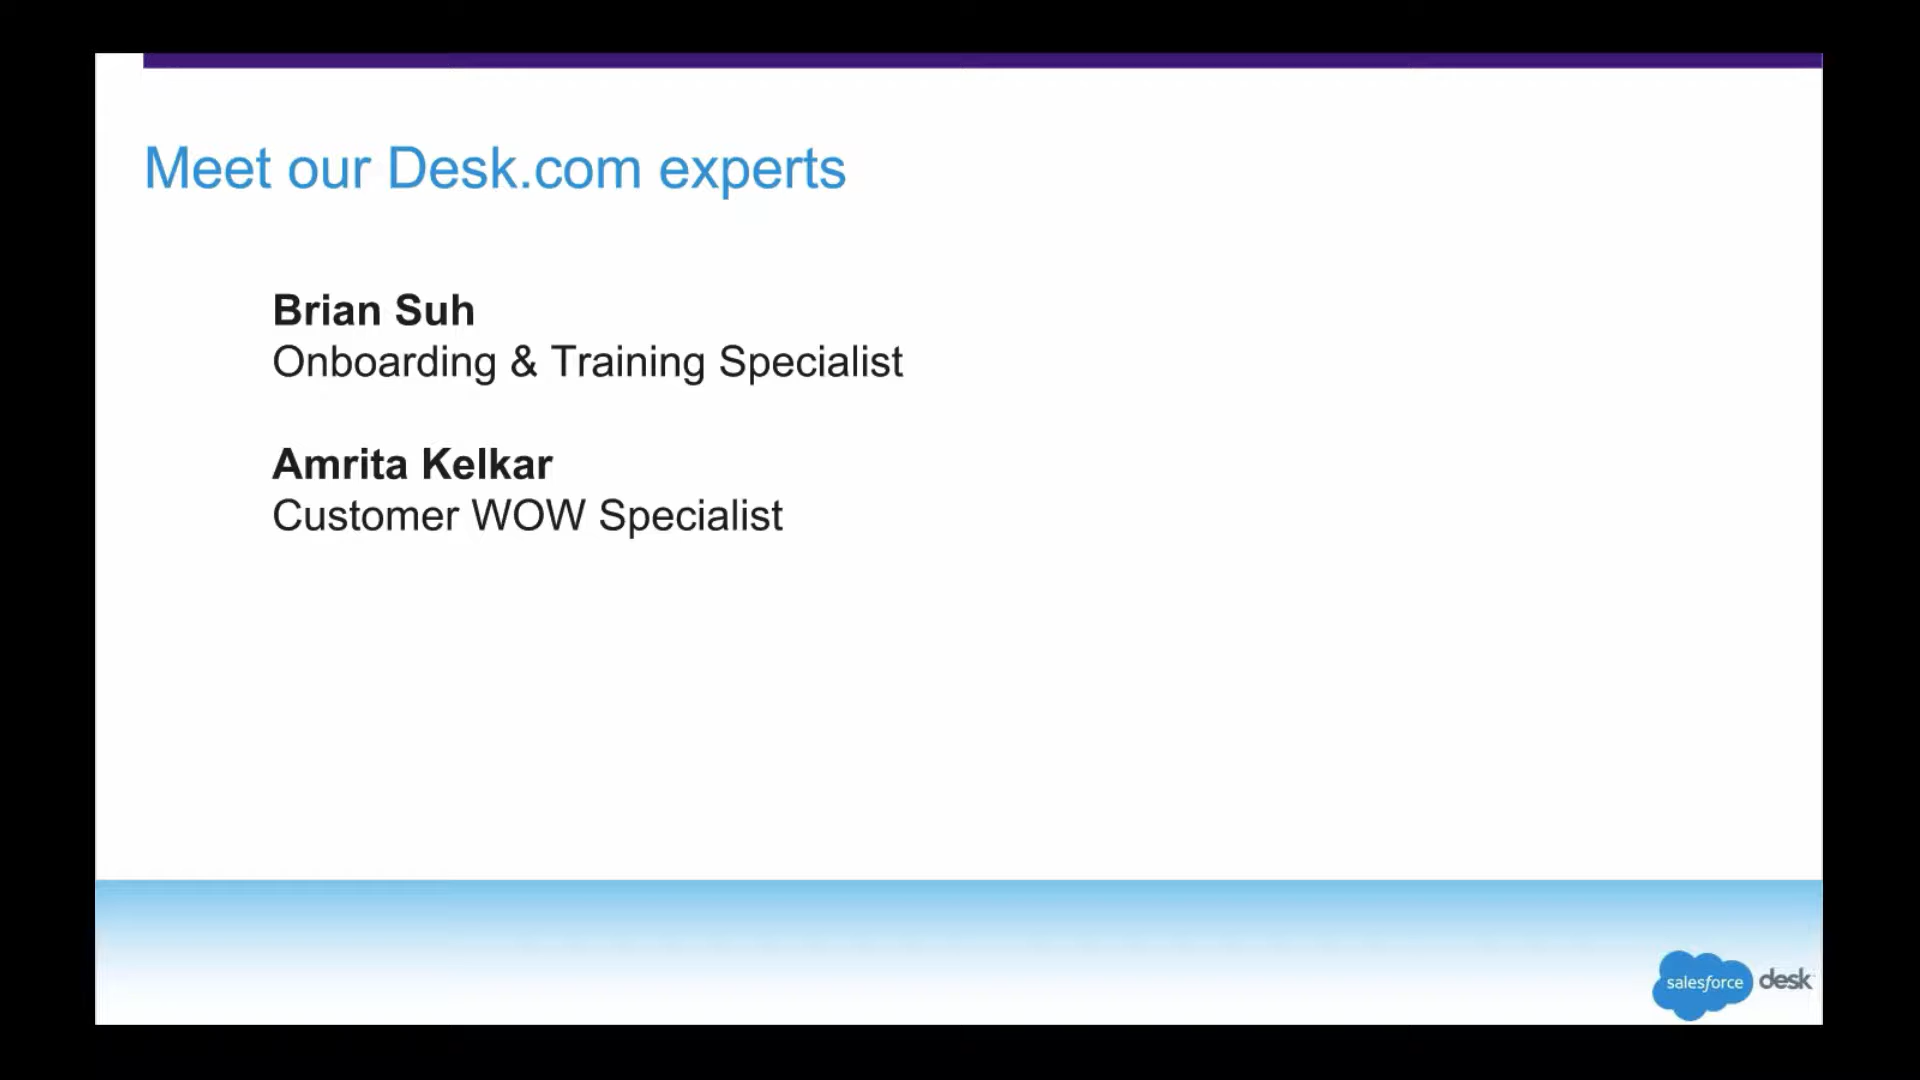 Meet our Desk.com experts
Brian Suh
Onboarding & Training Specialist
Amrita Kelkar
Customer WOW Specialist
salesforce desk